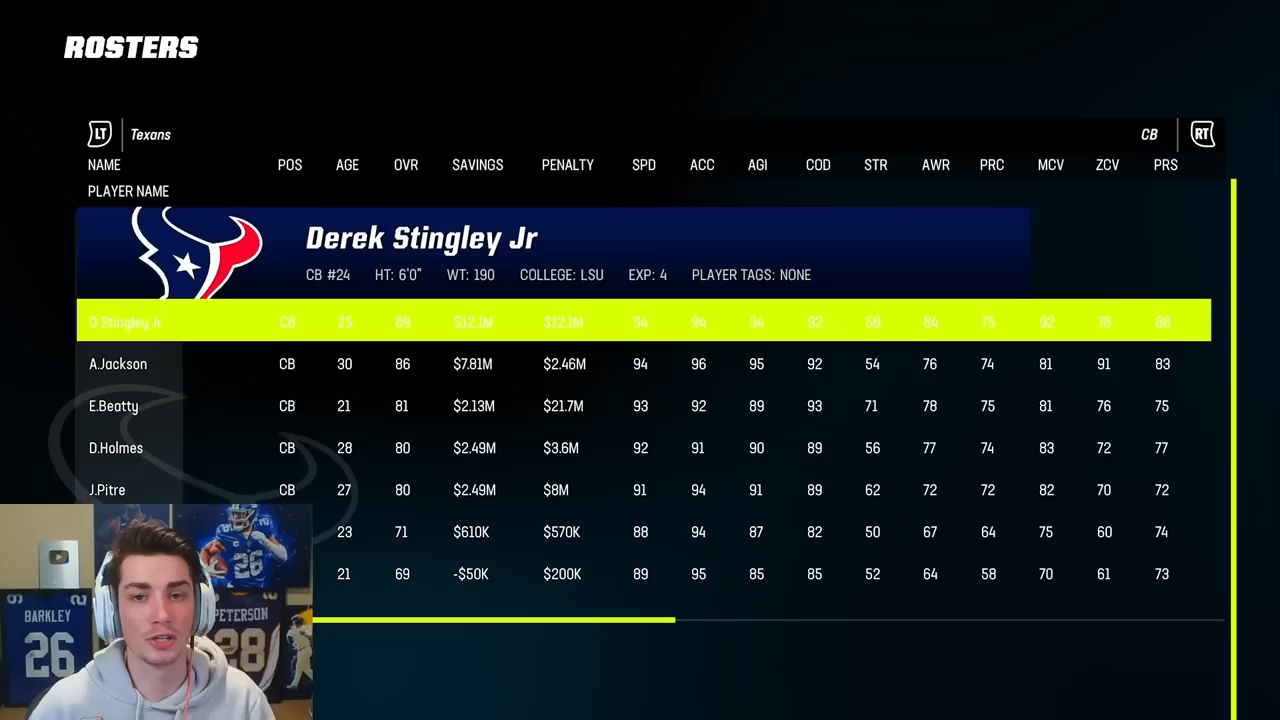 ROSTERS
LT Texans CB RT
NAME POS AGE OVR SAVINGS PENALTY SPD ACC AGI COD STR AWR PRC MCV ZCV PRS
PLAYER NAME
Derek Stingley Jr
CB #24 HT: 6'0" WT: 190 COLLEGE: LSU EXP: 4 PLAYER TAGS: NONE
D.Stingley Jr CB 25 89 $12.1M $12.1M 94 94 94 92 58 84 75 92 76 88
A.Jackson CB 30 86 $7.81M $2.46M 94 96 95 92 54 76 74 81 91 83
E.Beatty CB 21 81 $2.13M $21.7M 93 92 89 93 71 78 75 81 76 75
D.Holmes CB 28 80 $2.49M $3.6M 92 91 90 89 56 77 74 83 72 77
J.Pitre CB 27 80 $2.49M $8M 91 94 91 89 62 72 72 82 70 72
23 71 $610K $570K 88 94 87 82 50 67 64 75 60 74
21 69 -$50K $200K 89 95 85 85 52 64 58 70 61 73
26
BARKLEY
26
PETERSON
28